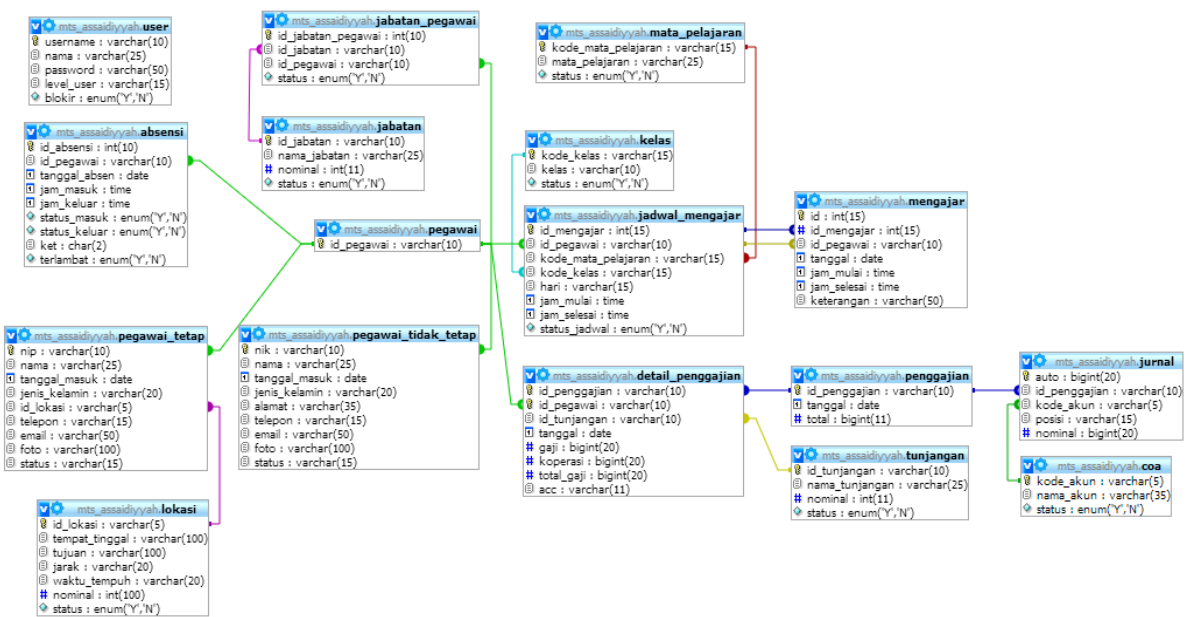 mts_assaidiyyah.user
username : varchar(10)
nama : varchar(25)
password : varchar(50)
level_user : varchar(15)
blokir : enum('Y','N')
mts_assaidiyyah.jabatan_pegawai
id_jabatan_pegawai : int(10)
id_jabatan : varchar(10)
id_pegawai : varchar(10)
status : enum('Y','N')
mts_assaidiyyah.mata_pelajaran
kode_mata_pelajaran : varchar(15)
mata_pelajaran : varchar(25)
status : enum('Y','N')
mts_assaidiyyah.absensi
id_absensi : int(10)
id_pegawai : varchar(10)
tanggal_absen : date
jam_masuk : time
jam_keluar : time
status_masuk : enum('Y','N')
status_keluar : enum('Y','N')
ket : char(2)
terlambat : enum('Y','N')
mts_assaidiyyah.jabatan
id_jabatan : varchar(10)
nama_jabatan : varchar(25)
nominal : int(11)
status : enum('Y','N')
mts_assaidiyyah.kelas
kode_kelas : varchar(15)
kelas : varchar(10)
status : enum('Y','N')
mts_assaidiyyah.pegawai
id_pegawai : varchar(10)
mts_assaidiyyah.jadwal_mengajar
id_mengajar : int(15)
id_pegawai : varchar(10)
kode_mata_pelajaran : varchar(15)
kode_kelas : varchar(15)
hari : varchar(15)
jam_mulai : time
jam_selesai : time
status_jadwal : enum('Y','N')
mts_assaidiyyah.mengajar
id : int(15)
id_mengajar : int(15)
id_pegawai : varchar(10)
tanggal : date
jam_mulai : time
jam_selesai : time
keterangan : varchar(50)
mts_assaidiyyah.pegawai_tetap
nip : varchar(10)
nama : varchar(25)
tanggal_masuk : date
jenis_kelamin : varchar(20)
id_lokasi : varchar(5)
telepon : varchar(15)
email : varchar(50)
foto : varchar(100)
status : varchar(15)
mts_assaidiyyah.pegawai_tidak_tetap
nik : varchar(10)
nama : varchar(25)
tanggal_masuk : date
jenis_kelamin : varchar(20)
alamat : varchar(35)
telepon : varchar(15)
email : varchar(50)
foto : varchar(100)
status : varchar(15)
mts_assaidiyyah.detail_penggajian
id_penggajian : varchar(10)
id_pegawai : varchar(10)
id_tunjangan : varchar(10)
tanggal : date
gaji : bigint(20)
koperasi : bigint(20)
total_gaji : bigint(20)
acc : varchar(11)
mts_assaidiyyah.penggajian
id_penggajian : varchar(10)
tanggal : date
total : bigint(11)
mts_assaidiyyah.jurnal
auto : bigint(20)
id_penggajian : varchar(10)
kode_akun : varchar(5)
posisi : varchar(15)
nominal : bigint(20)
mts_assaidiyyah.tunjangan
id_tunjangan : varchar(10)
nama_tunjangan : varchar(25)
nominal : int(11)
status : enum('Y','N')
mts_assaidiyyah.coa
kode_akun : varchar(5)
nama_akun : varchar(35)
status : enum('Y','N')
mts_assaidiyyah.lokasi
id_lokasi : varchar(5)
tempat_tinggal : varchar(100)
tujuan : varchar(100)
jarak : varchar(20)
waktu_tempuh : varchar(20)
nominal : int(100)
status : enum('Y','N')